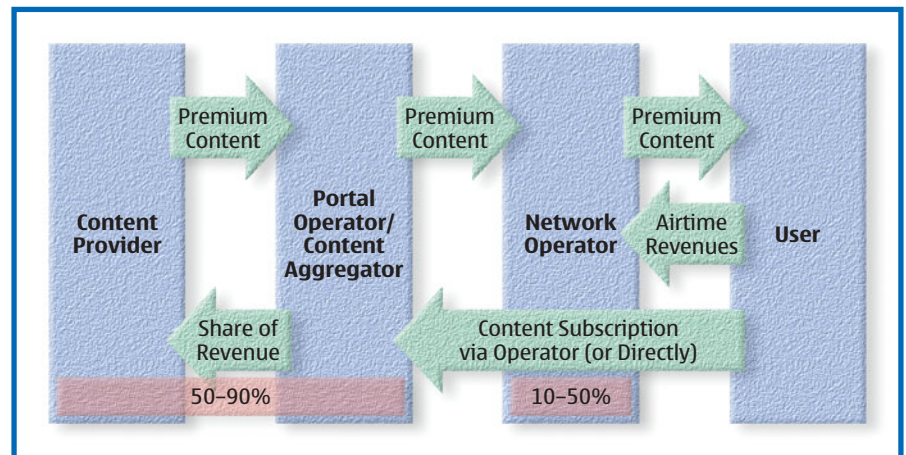 Premium
Content
Premium
Content
Premium
Content
Content
Provider
Portal
Operator/
Content
Aggregator
Network
Operator
Airtime
Revenues
User
Share of
Revenue
Content Subscription
via Operator (or Directly)
50–90%
10–50%